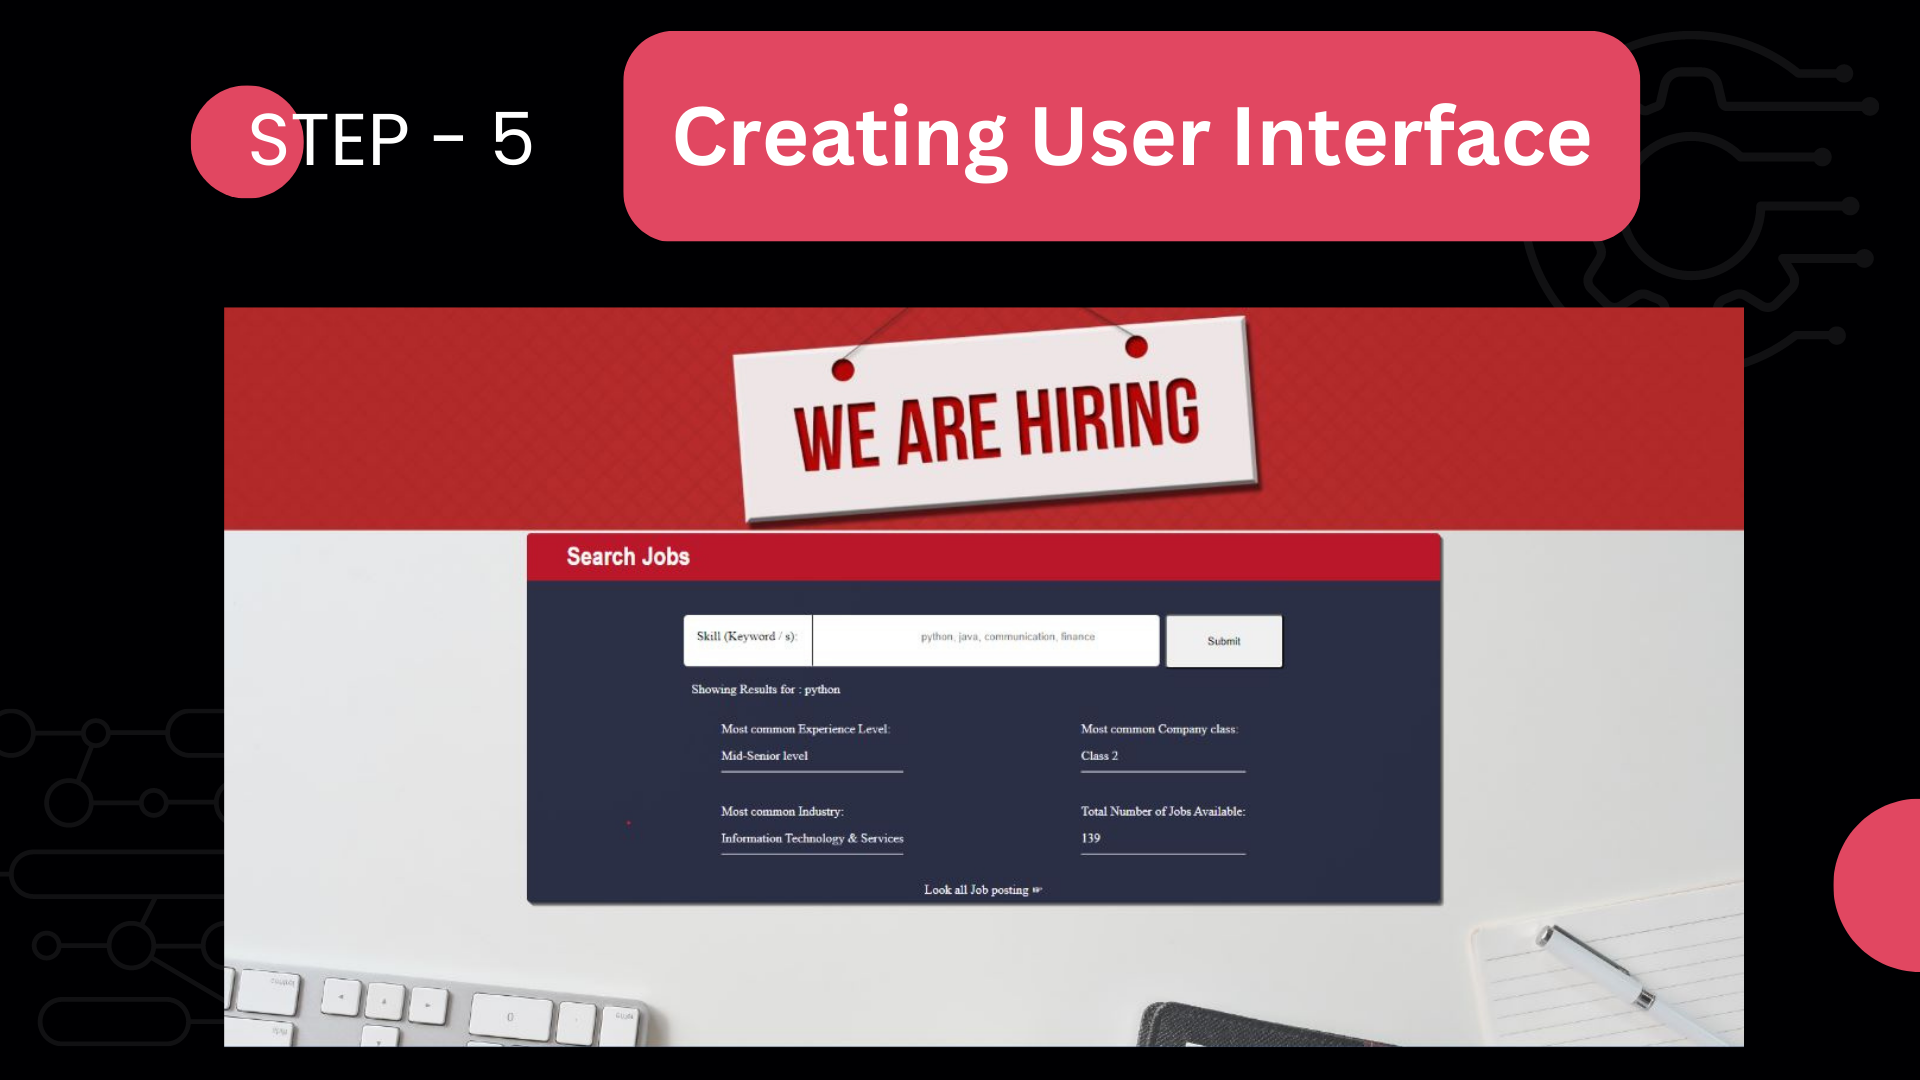 STEP - 5
Creating User Interface
WE ARE HIRING
Search Jobs
Skill (Keyword / s):
python, java, communication, finance
Submit
Showing Results for : python
Most common Experience Level:
Mid-Senior level
Most common Company class:
Class 2
Most common Industry:
Information Technology & Services
Total Number of Jobs Available:
139
Look all Job posting ☞
0